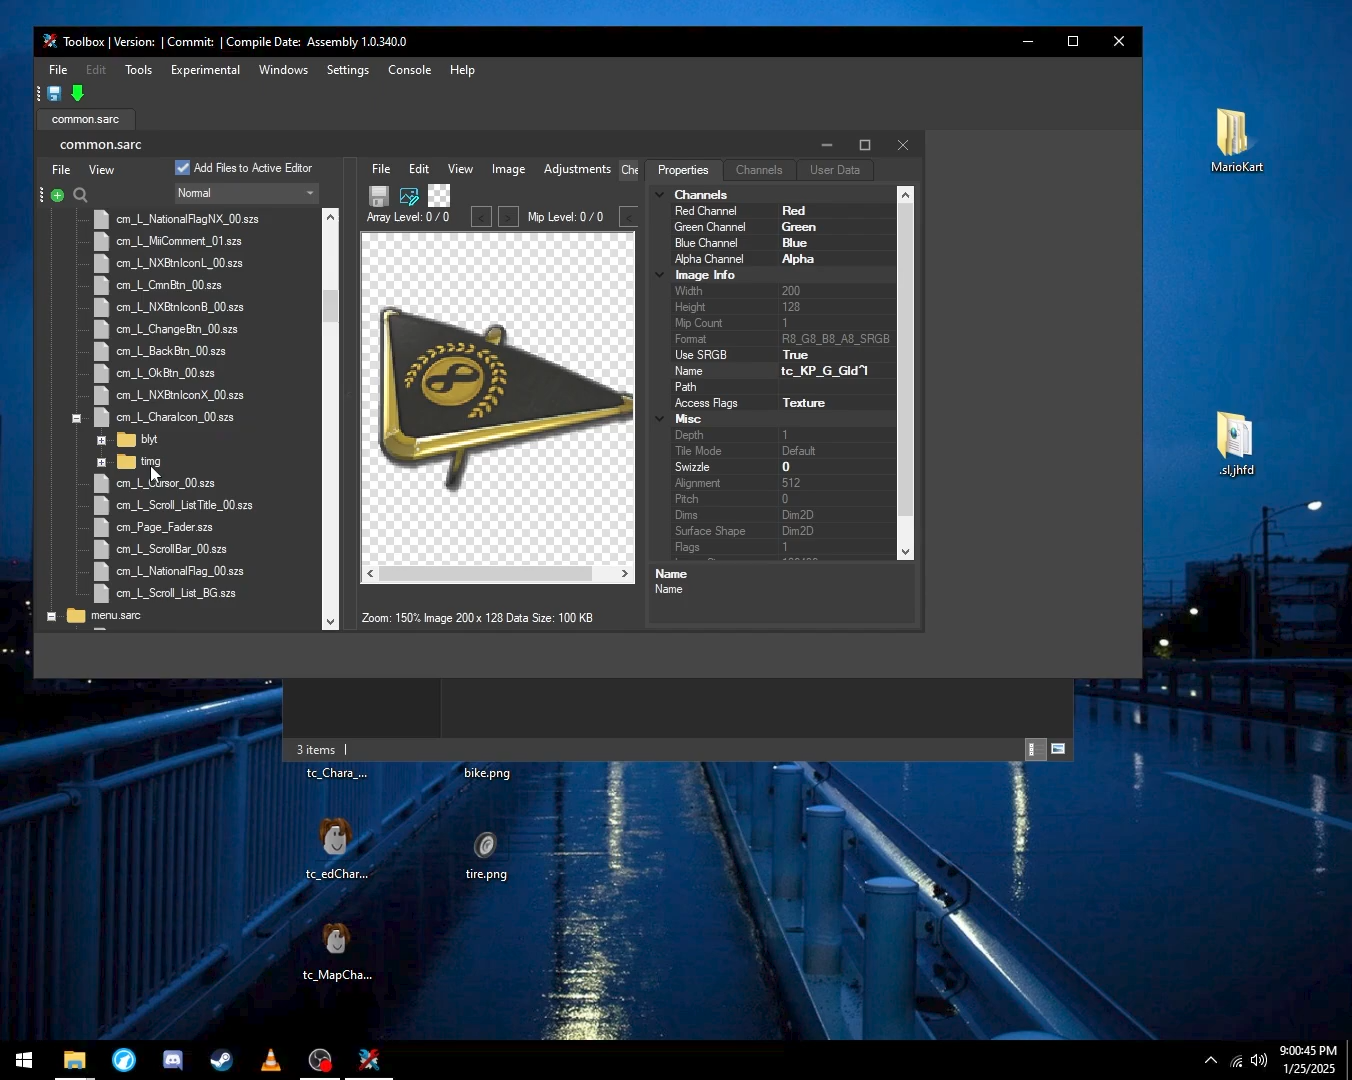 Toolbox | Version:  | Commit:  | Compile Date:  Assembly 1.0.340.0
File Edit Tools Experimental Windows Settings Console Help
common.sarc
common.sarc
File View
Add Files to Active Editor
Normal
cm_L_NationalFlagNX_00.szs
cm_L_MiiComment_01.szs
cm_L_NXBtnIconL_00.szs
cm_L_CmnBtn_00.szs
cm_L_NXBtnIconB_00.szs
cm_L_ChangeBtn_00.szs
cm_L_BackBtn_00.szs
cm_L_OkBtn_00.szs
cm_L_NXBtnIconX_00.szs
cm_L_CharaIcon_00.szs
blyt
timg
cm_L_Cursor_00.szs
cm_L_Scroll_ListTitle_00.szs
cm_Page_Fader.szs
cm_L_ScrollBar_00.szs
cm_L_NationalFlag_00.szs
cm_L_Scroll_List_BG.szs
menu.sarc
File Edit View Image Adjustments Che
Array Level: 0 / 0 < > Mip Level: 0 / 0 <
Zoom: 150% Image 200 x 128 Data Size: 100 KB
Properties Channels User Data
Channels
Red Channel Red
Green Channel Green
Blue Channel Blue
Alpha Channel Alpha
Image Info
Width 200
Height 128
Mip Count 1
Format R8_G8_B8_A8_SRGB
Use SRGB True
Name tc_KP_G_Gld^l
Path
Access Flags Texture
Misc
Depth 1
Tile Mode Default
Swizzle 0
Alignment 512
Pitch 0
Dims Dim2D
Surface Shape Dim2D
Flags 1
Name
Name
MarioKart
.sl,jhfd
3 items
tc_Chara_...
bike.png
tc_edChar...
tire.png
tc_MapCha...
9:00:45 PM
1/25/2025